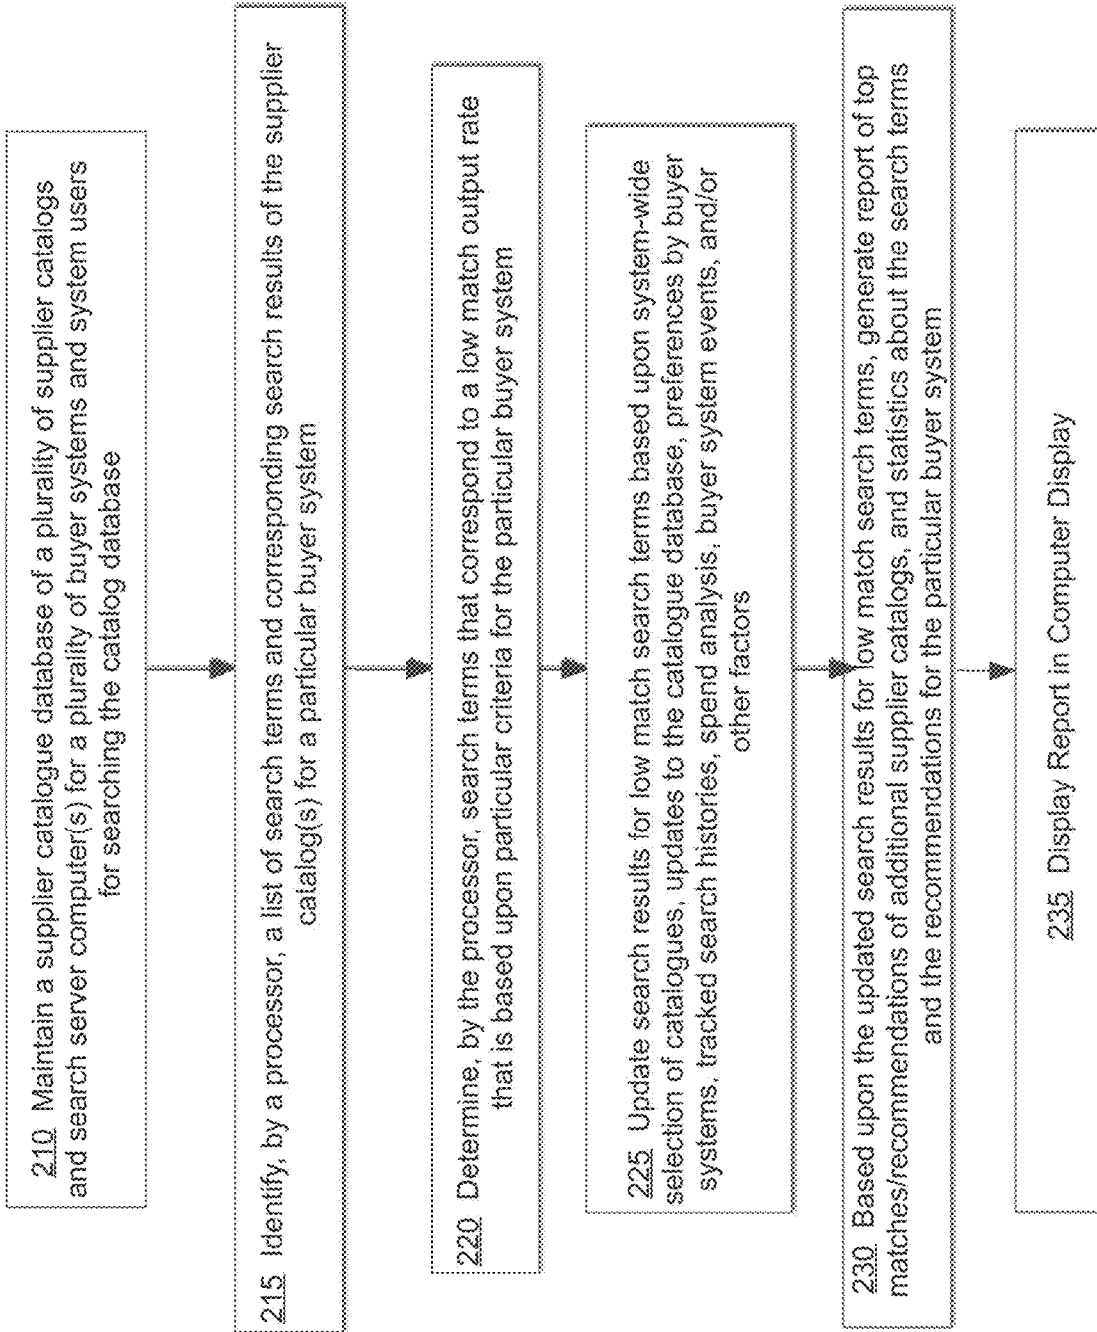 210 Maintain a supplier catalogue database of a plurality of supplier catalogs
and search server computer(s) for a plurality of buyer systems and system users
for searching the catalog database
215 Identify, by a processor, a list of search terms and corresponding search results of the supplier
catalog(s) for a particular buyer system
220 Determine, by the processor, search terms that correspond to a low match output rate
that is based upon particular criteria for the particular buyer system
225 Update search results for low match search terms based upon system-wide
selection of catalogues, updates to the catalogue database, preferences by buyer
systems, tracked search histories, spend analysis, buyer system events, and/or
other factors
230 Based upon the updated search results for low match search terms, generate report of top
matches/recommendations of additional supplier catalogs, and statistics about the search terms
and the recommendations for the particular buyer system
235 Display Report in Computer Display